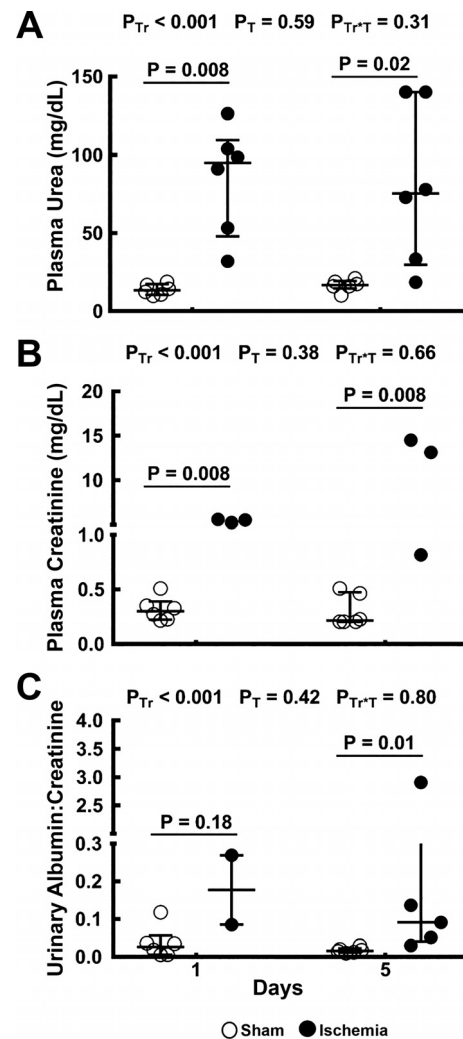 A
P_Tr < 0.001 P_T = 0.59 P_Tr*T = 0.31
P = 0.008
P = 0.02
Plasma Urea (mg/dL)
150
100
50
0
B
P_Tr < 0.001 P_T = 0.38 P_Tr*T = 0.66
P = 0.008
P = 0.008
Plasma Creatinine (mg/dL)
20
15
10
1.0
0.5
0.0
C
P_Tr < 0.001 P_T = 0.42 P_Tr*T = 0.80
P = 0.01
P = 0.18
Urinary Albumin:Creatinine
4.0
3.5
3.0
2.5
0.3
0.2
0.1
0.0
1
5
Days
Sham Ischemia